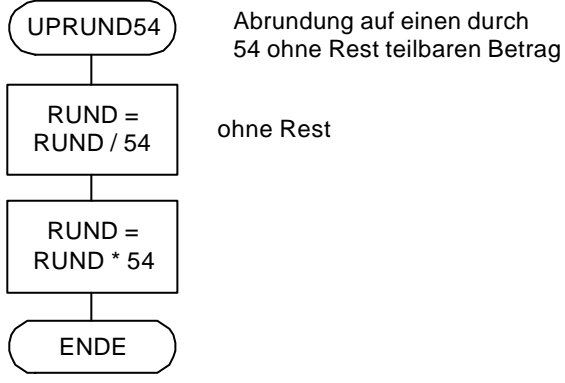 UPRUND54
Abrundung auf einen durch
54 ohne Rest teilbaren Betrag
RUND =
RUND / 54
ohne Rest
RUND =
RUND * 54
ENDE